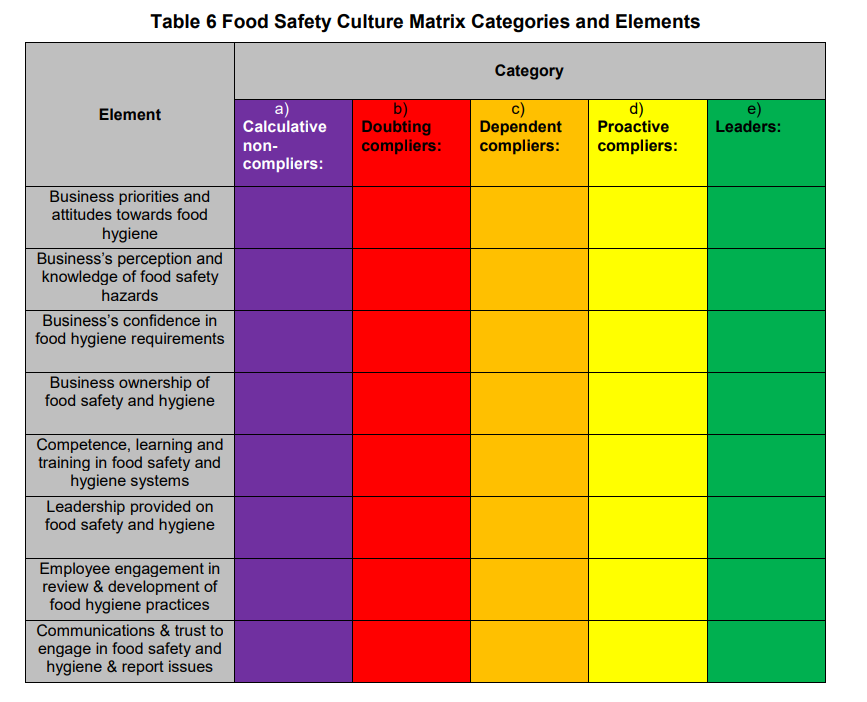 Table 6 Food Safety Culture Matrix Categories and Elements
Element
Category
a)
Calculative
non-
compliers:
b)
Doubting
compliers:
c)
Dependent
compliers:
d)
Proactive
compliers:
e)
Leaders:
Business priorities and
attitudes towards food
hygiene
Business’s perception and
knowledge of food safety
hazards
Business’s confidence in
food hygiene requirements
Business ownership of
food safety and hygiene
Competence, learning and
training in food safety and
hygiene systems
Leadership provided on
food safety and hygiene
Employee engagement in
review & development of
food hygiene practices
Communications & trust to
engage in food safety and
hygiene & report issues